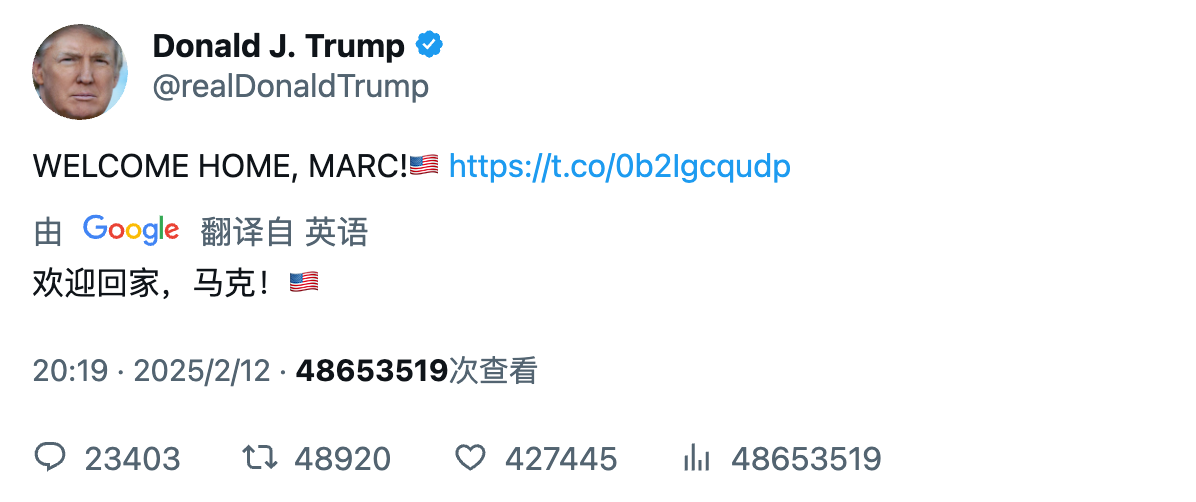 Donald J. Trump
@realDonaldTrump
WELCOME HOME, MARC!🇺🇸 https://t.co/0b2lgcqudp
由 Google 翻译自 英语
欢迎回家，马克！🇺🇸
20:19 · 2025/2/12 · 48653519次查看
23403 48920 427445 48653519